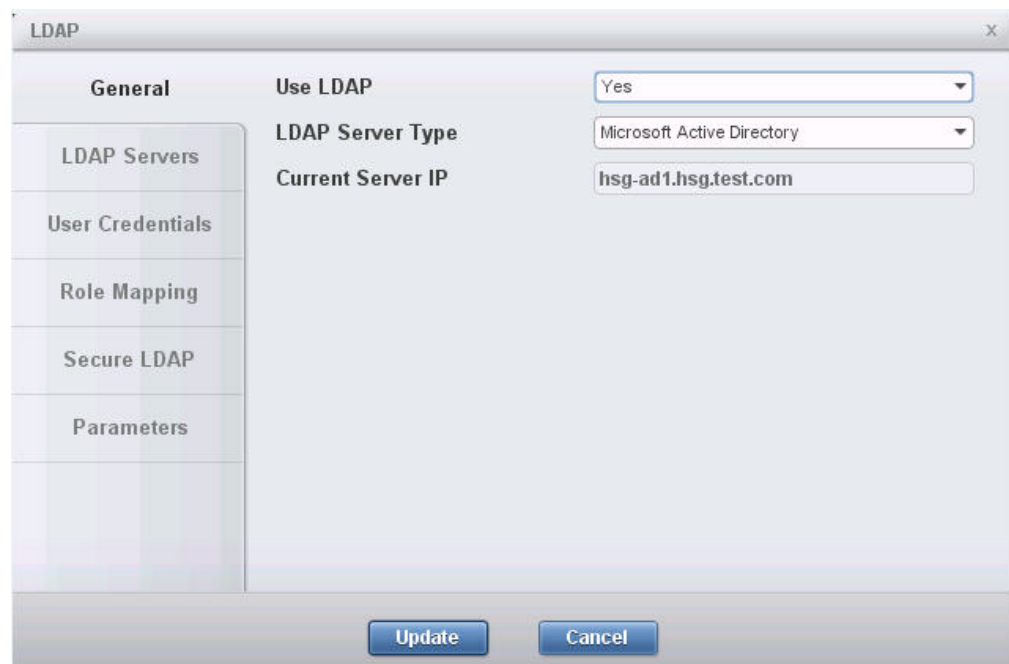 LDAP x
General
LDAP Servers
User Credentials
Role Mapping
Secure LDAP
Parameters
Use LDAP Yes
LDAP Server Type Microsoft Active Directory
Current Server IP hsg-ad1.hsg.test.com
Update Cancel